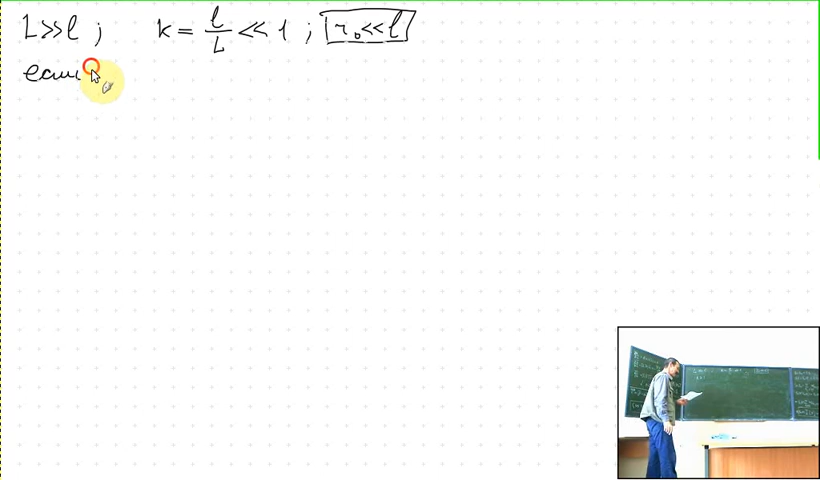 L>>l ; k = l/L << 1 ; r₀<<l
если